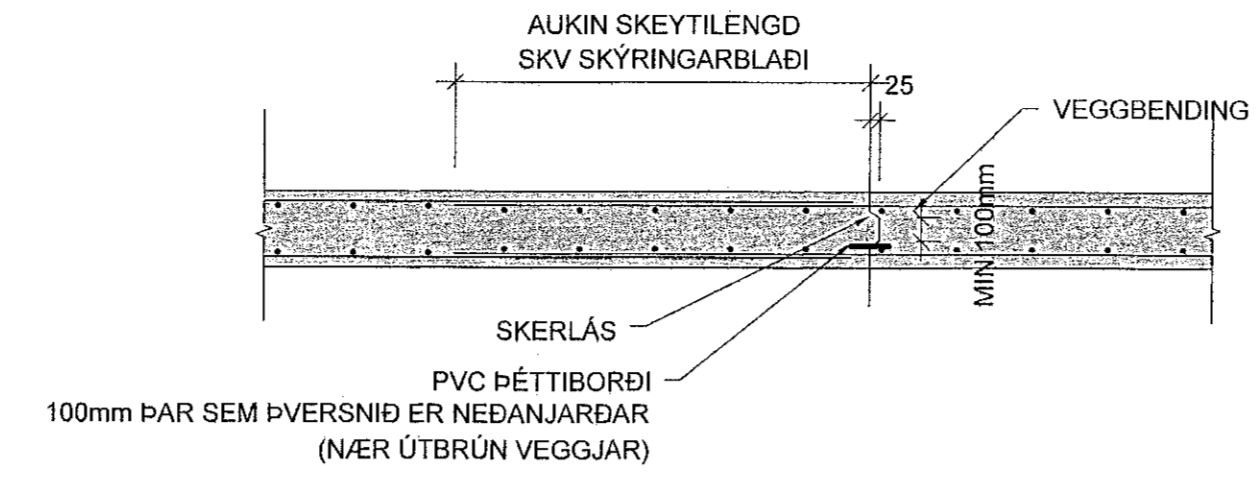 AUKIN SKEYTILENGD
SKV SKÝRINGARBLAÐI
25
VEGGBENDING
MIN 100mm
SKERLÁS
PVC ÞÉTTIBORÐI
100mm ÞAR SEM ÞVERSNIÐ ER NEÐANJARÐAR
(NÆR ÚTBRÚN VEGGJAR)